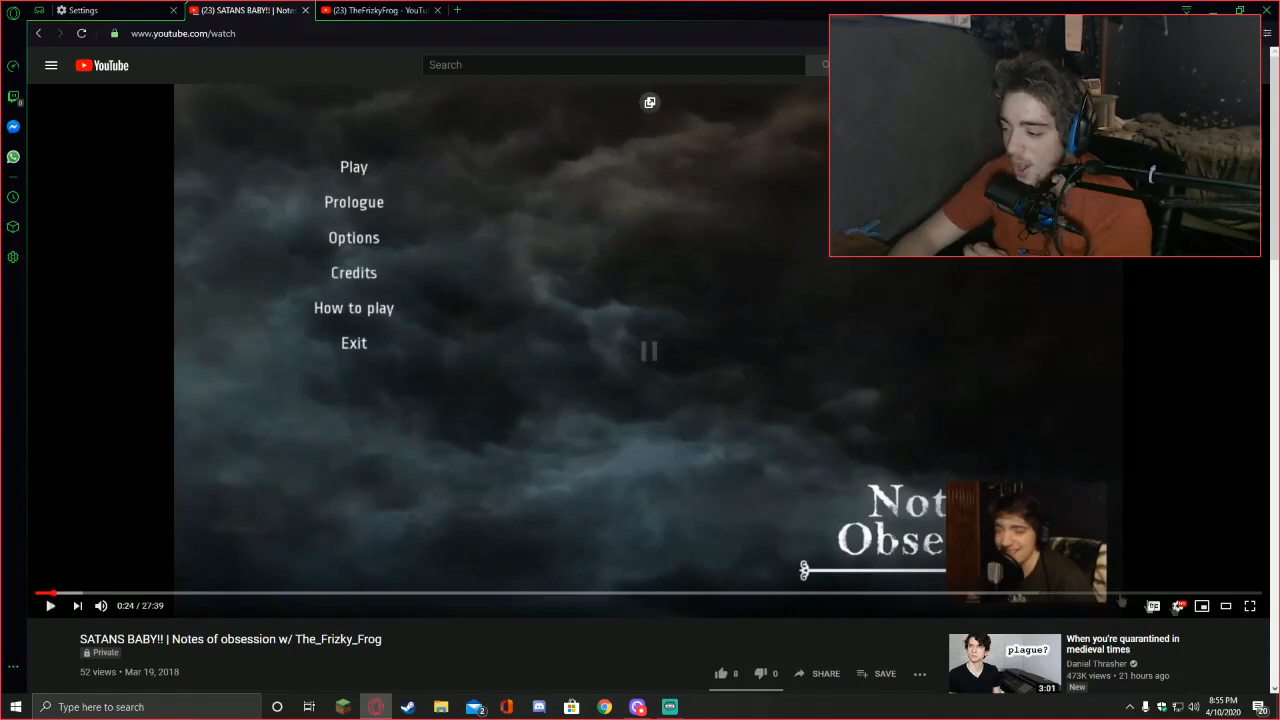 Settings
(23) SATANS BABY!! | Notes
(23) TheFrizkyFrog - YouTu
www.youtube.com/watch
YouTube
Search
Play
Prologue
Options
Credits
How to play
Exit
Not
Obse
0:24 / 27:39
SATANS BABY!! | Notes of obsession w/ The_Frizky_Frog
Private
52 views • Mar 19, 2018
8
0
SHARE
SAVE
plague?
3:01
When you're quarantined in
medieval times
Daniel Thrasher
473K views • 21 hours ago
New
Type here to search
2
8:55 PM
4/10/2020
20